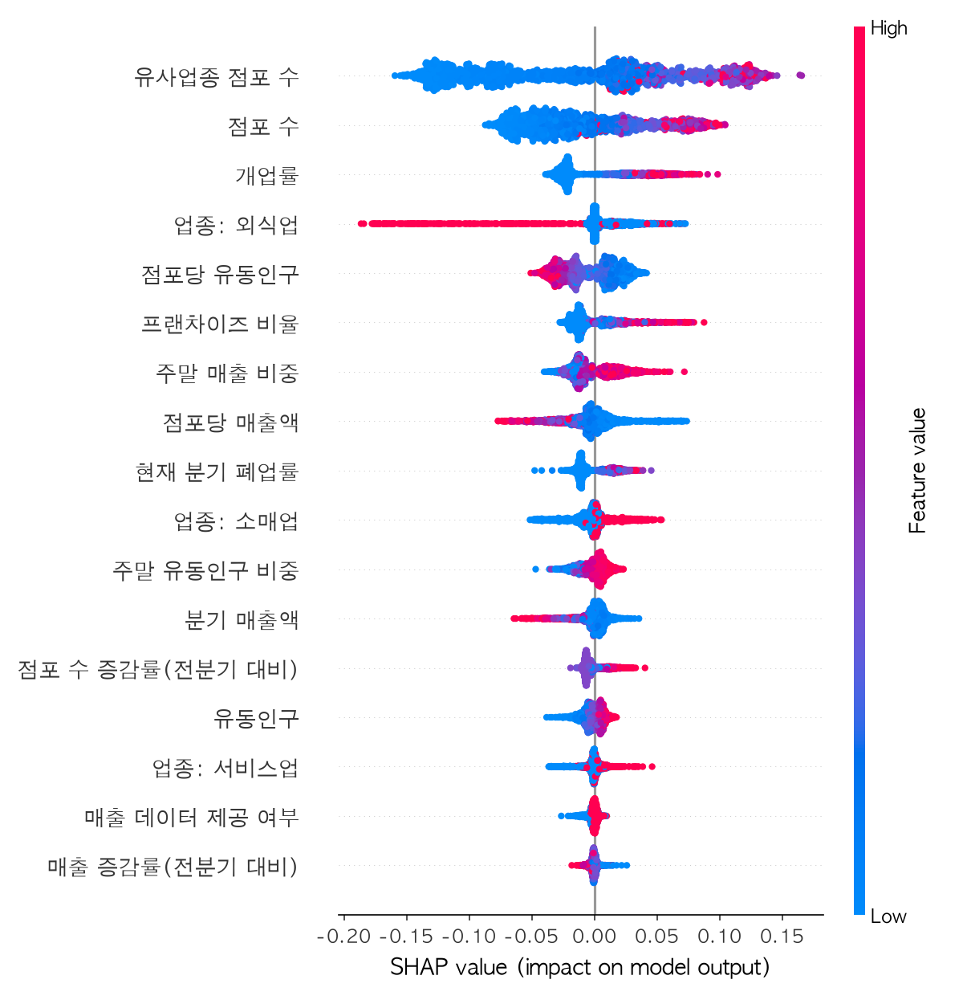 High
유사업종 점포 수
점포 수
개업률
업종: 외식업
점포당 유동인구
프랜차이즈 비율
주말 매출 비중
점포당 매출액
현재 분기 폐업률
업종: 소매업
주말 유동인구 비중
분기 매출액
점포 수 증감률(전분기 대비)
유동인구
업종: 서비스업
매출 데이터 제공 여부
매출 증감률(전분기 대비)
Feature value
Low
-0.20 -0.15 -0.10 -0.05 0.00 0.05 0.10 0.15
SHAP value (impact on model output)